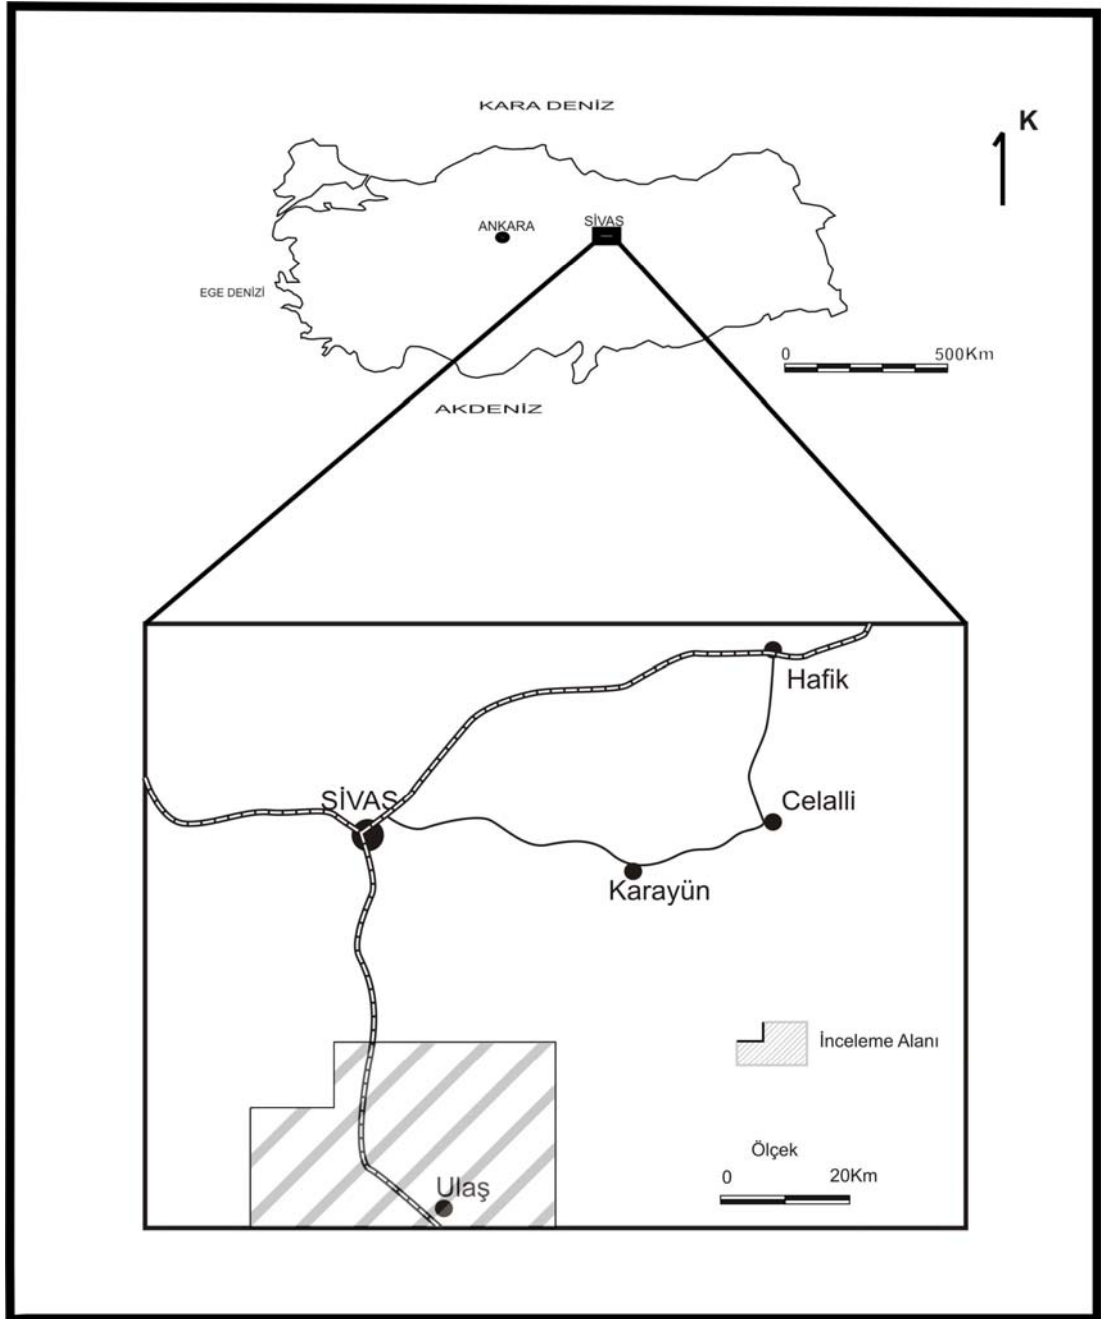 KARA DENİZ
K
ANKARA
SİVAS
EGE DENİZİ
0 500Km
AKDENİZ
Hafik
SİVAS
Celalli
Karayün
İnceleme Alanı
Ölçek
0 20Km
Ulaş